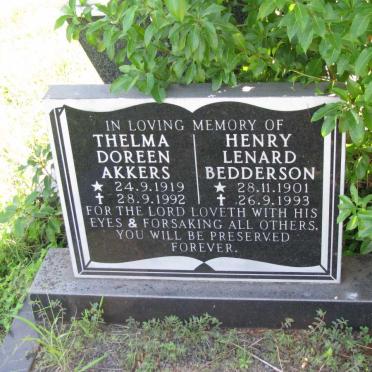 IN LOVING MEMORY OF
THELMA
DOREEN
AKKERS
★ 24.9.1919
✝ 28.9.1992
HENRY
LENARD
BEDDERSON
★ 28.11.1901
✝ 26.9.1993
FOR THE LORD LOVETH WITH HIS
EYES & FORSAKING ALL OTHERS.
YOU WILL BE PRESERVED
FOREVER.